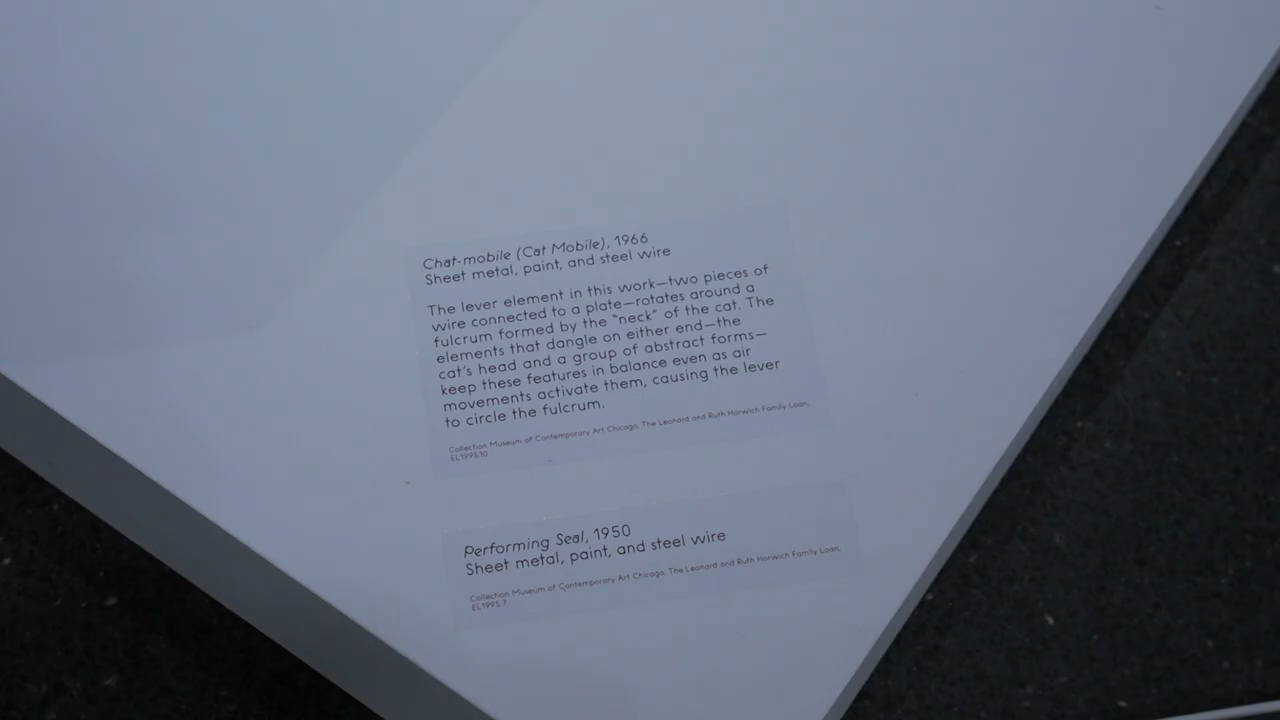 Chat-mobile (Cat Mobile), 1966
Sheet metal, paint, and steel wire
The lever element in this work—two pieces of
wire connected to a plate—rotates around a
fulcrum formed by the "neck" of the cat. The
elements that dangle on either end—the
cat's head and a group of abstract forms—
keep these features in balance even as air
movements activate them, causing the lever
to circle the fulcrum.
Collection Museum of Contemporary Art Chicago, The Leonard and Ruth Horwich Family Loan,
EL1995.10
Performing Seal, 1950
Sheet metal, paint, and steel wire
Collection Museum of Contemporary Art Chicago, The Leonard and Ruth Horwich Family Loan,
EL1995.7